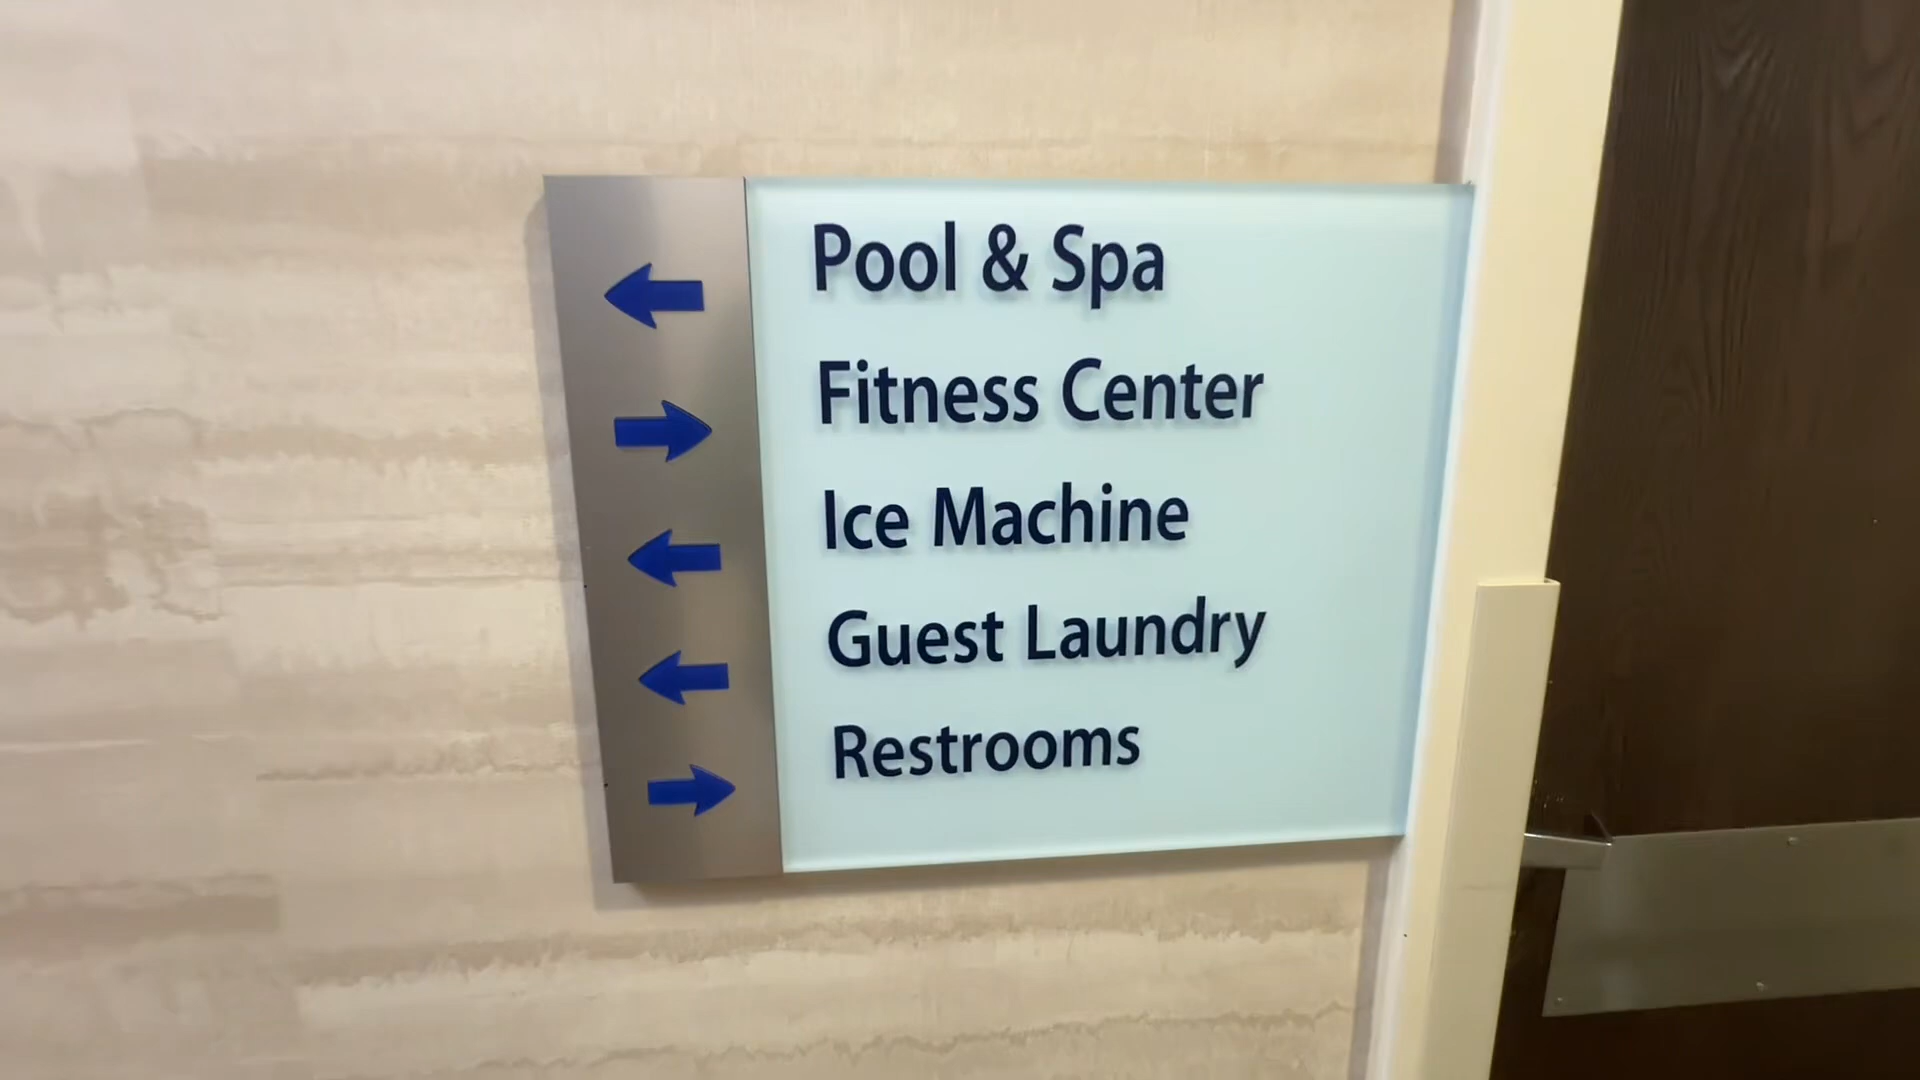 Pool & Spa
Fitness Center
Ice Machine
Guest Laundry
Restrooms